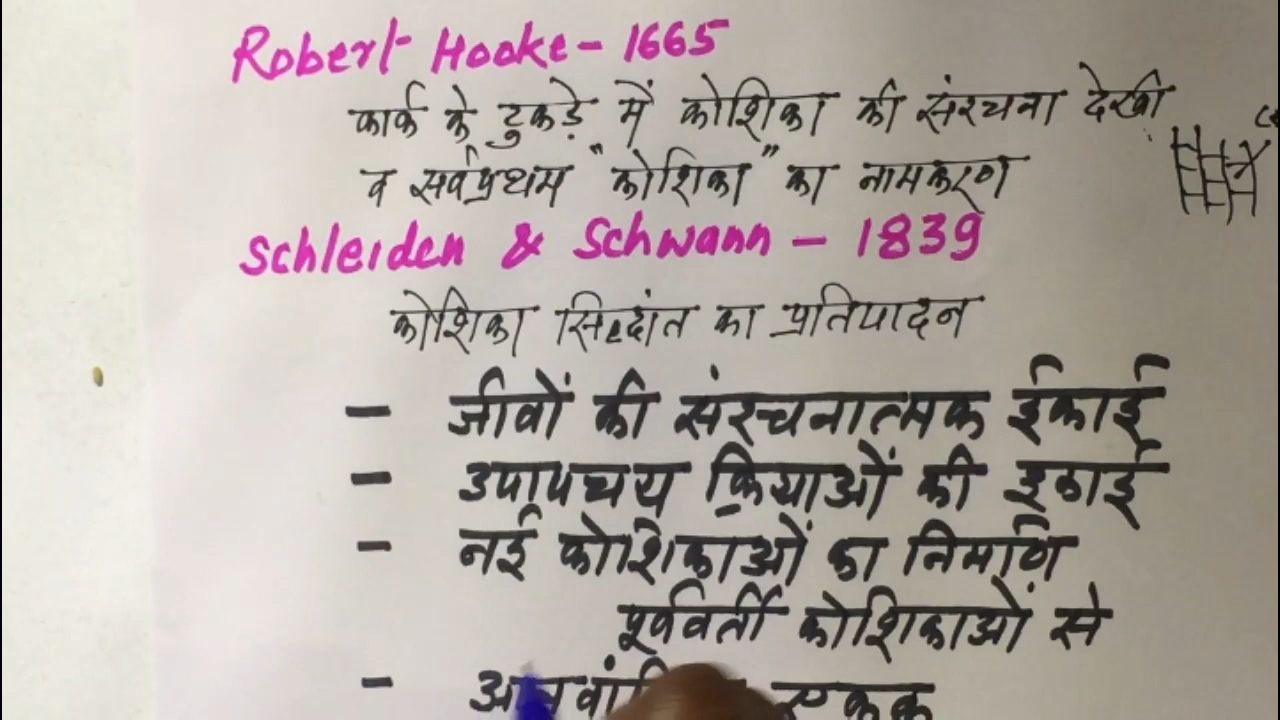 Robert Hooke - 1665
कार्क के टुकड़े में कोशिका की संरचना देखी
व सर्वप्रथम "कोशिका" का नामकरण
Schleiden & Schwann - 1839
कोशिका सिद्दांत का प्रतिपादन
- जीवों की संरचनात्मक ईकाई
- उपापचय क्रियाओं की इकाई
- नई कोशिकाओं का निर्माण
पूर्ववर्ती कोशिकाओं से
- एकक